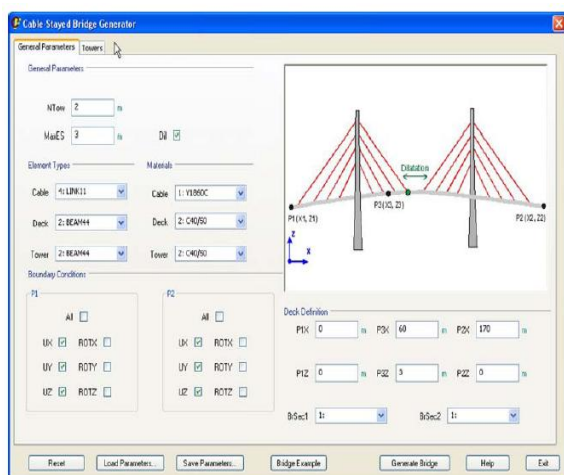 Cable-Stayed Bridge Generator
General Parameters Towers
General Parameters
NTow 2 m
MaxES 3 m Dil
Element Types Materials
Cable 4: LINK11 Cable 1: Y1860C
Deck 2: BEAM44 Deck 2: C40/50
Tower 2: BEAM44 Tower 2: C40/50
Boundary Conditions
P1 P2
All All
UX ROTX UX ROTX
UY ROTY UY ROTY
UZ ROTZ UZ ROTZ
Dilatation
P1 (X1, Z1) P3 (X3, Z3) P2 (X2, Z2)
Z
X
Deck Definition
P1X 0 m P3X 60 m P2X 170 m
P1Z 0 m P3Z 3 m P2Z 0 m
BrSec1 1: BrSec2 1:
Reset Load Parameters... Save Parameters... Bridge Example Generate Bridge Help Exit